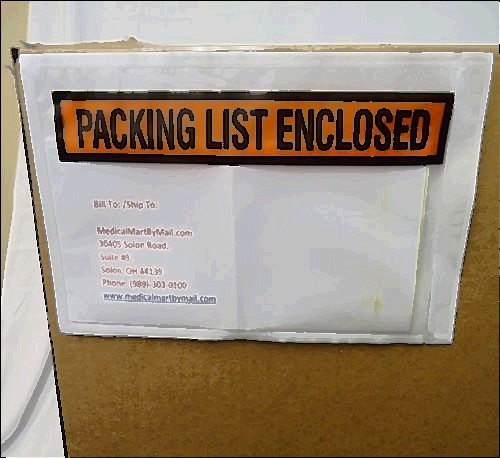 PACKING LIST ENCLOSED
Bill To: /Ship To:
MedicalMartByMail.com
30405 Solon Road,
Suite #9
Solon, OH 44139
Phone: (989)-303-0100
www.medicalmartbymail.com